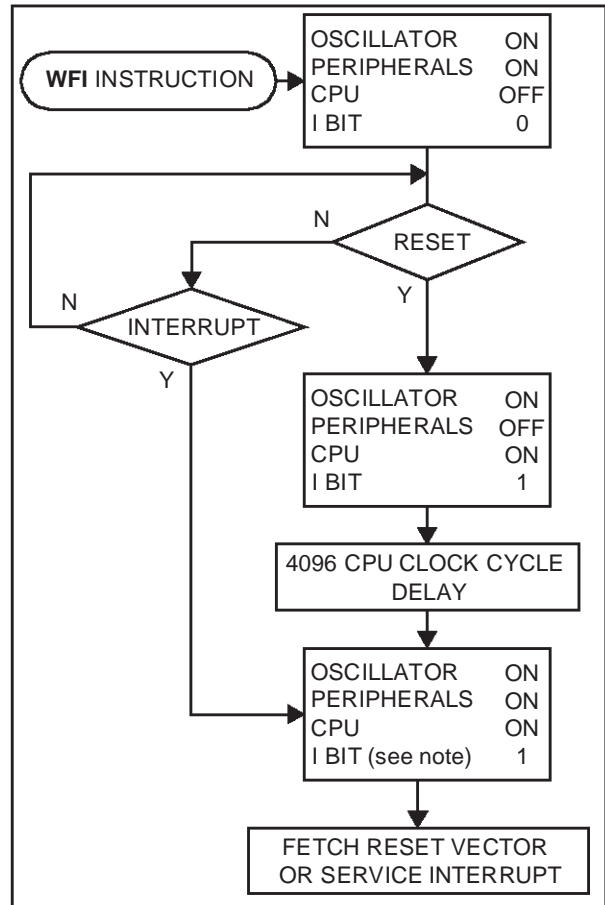 WFI INSTRUCTION
OSCILLATOR ON
PERIPHERALS ON
CPU OFF
I BIT 0
N
RESET
Y
N
INTERRUPT
Y
OSCILLATOR ON
PERIPHERALS OFF
CPU ON
I BIT 1
4096 CPU CLOCK CYCLE
DELAY
OSCILLATOR ON
PERIPHERALS ON
CPU ON
I BIT (see note) 1
FETCH RESET VECTOR
OR SERVICE INTERRUPT